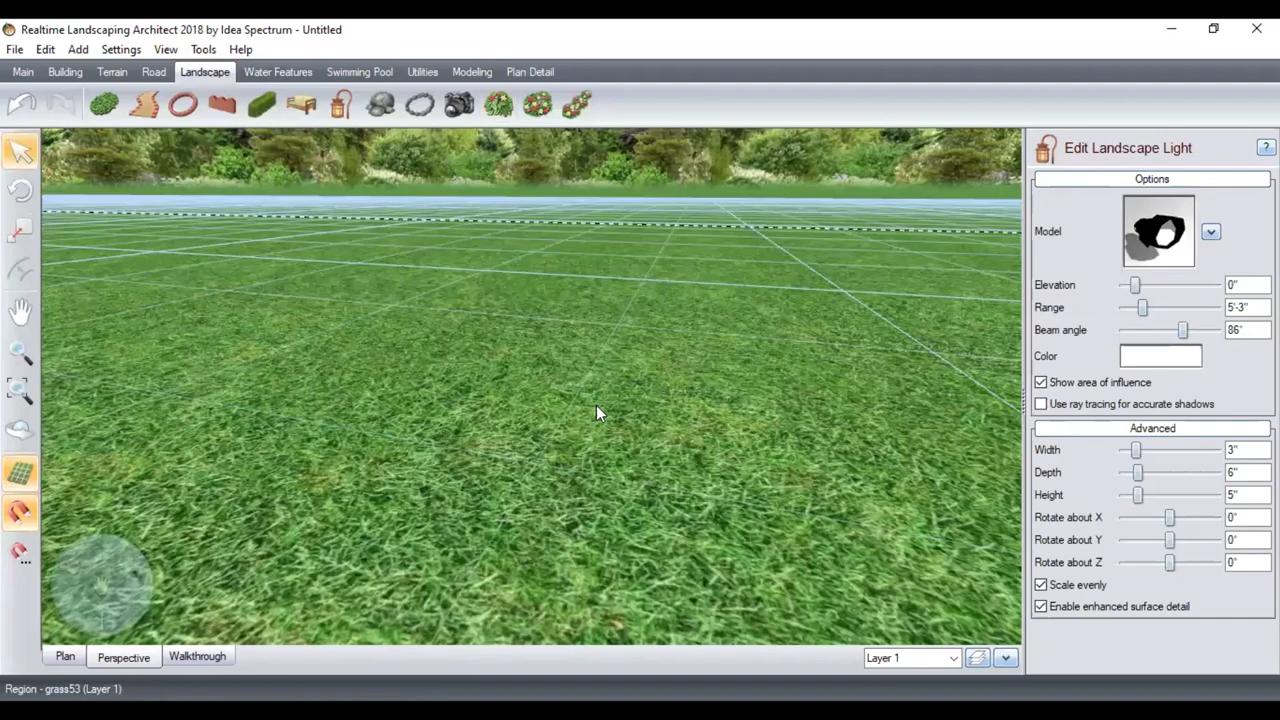 Realtime Landscaping Architect 2018 by Idea Spectrum - Untitled
File Edit Add Settings View Tools Help
Main Building Terrain Road Landscape Water Features Swimming Pool Utilities Modeling Plan Detail
Edit Landscape Light ?
Options
Model
Elevation 0"
Range 5'-3"
Beam angle 86°
Color
Show area of influence
Use ray tracing for accurate shadows
Advanced
Width 3"
Depth 6"
Height 5"
Rotate about X 0°
Rotate about Y 0°
Rotate about Z 0°
Scale evenly
Enable enhanced surface detail
Plan Perspective Walkthrough Layer 1
Region - grass53 (Layer 1)